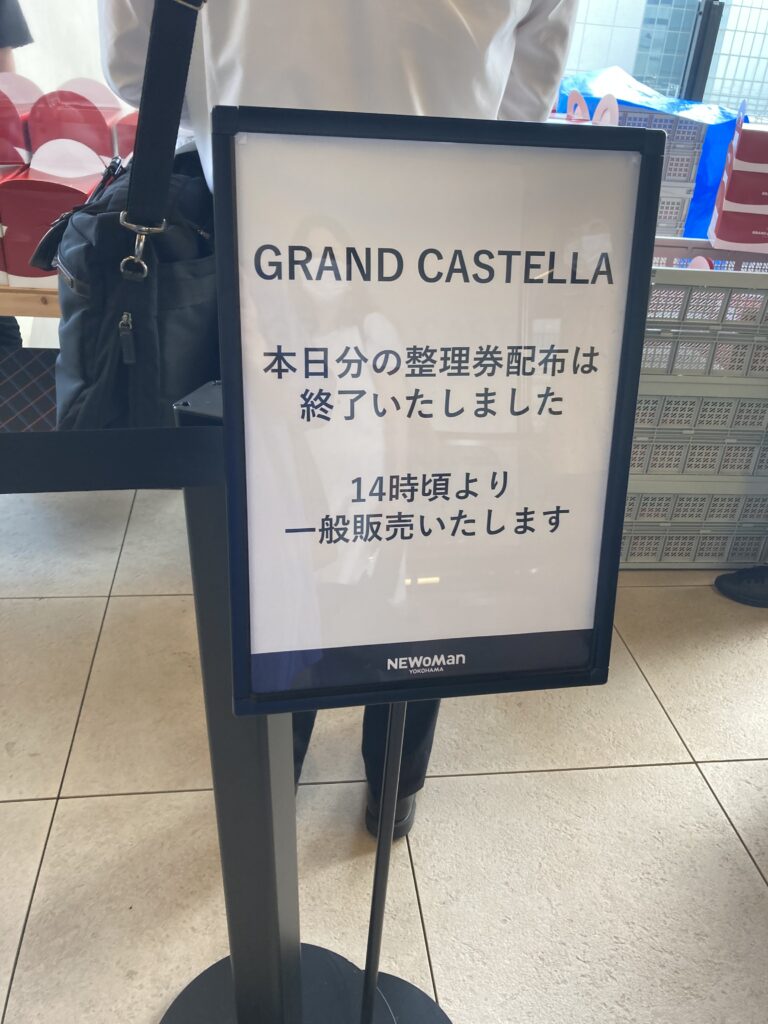 GRAND CASTELLA
本日分の整理券配布は
終了いたしました
14時頃より
一般販売いたします
NEWoMan
YOKOHAMA